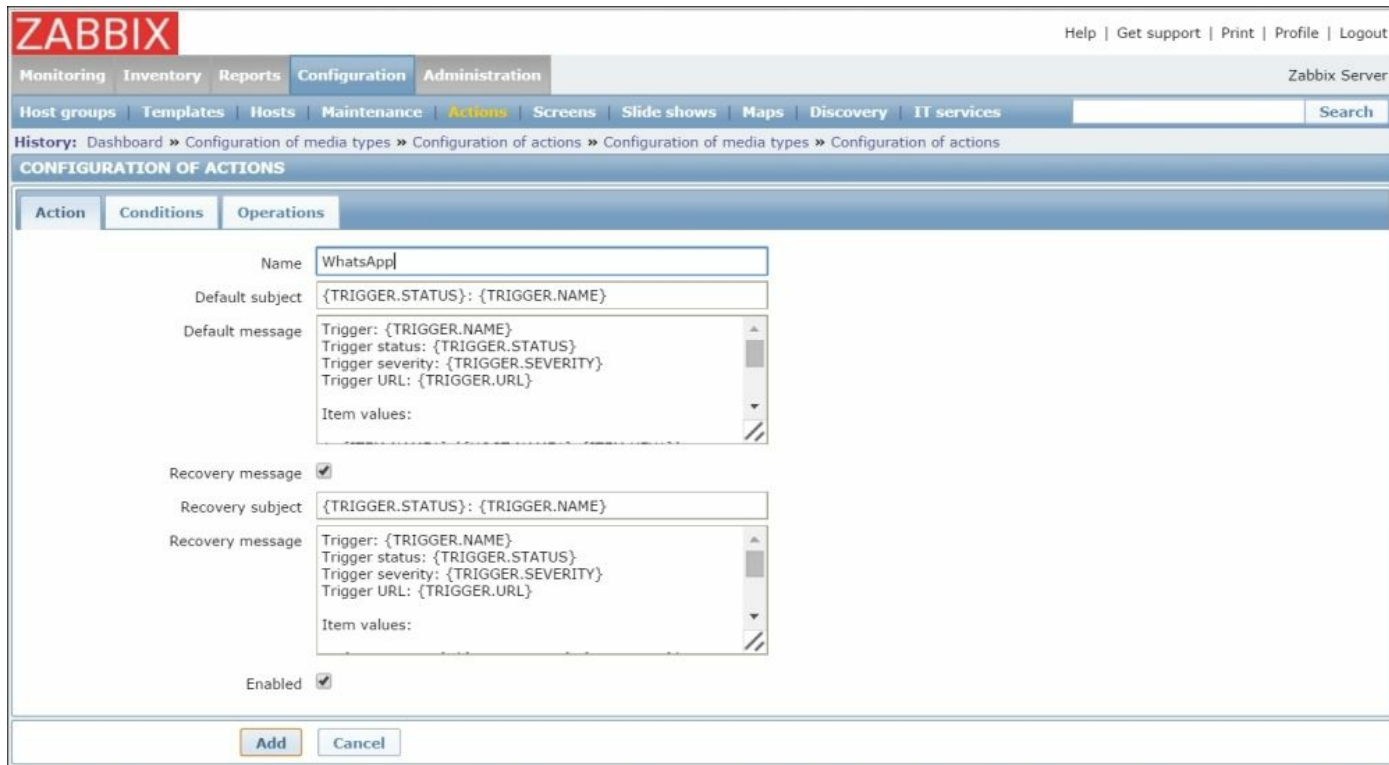 ZABBIX
Help | Get support | Print | Profile | Logout
Monitoring Inventory Reports Configuration Administration
Zabbix Server
Host groups | Templates | Hosts | Maintenance | Actions | Screens | Slide shows | Maps | Discovery | IT services
Search
History: Dashboard » Configuration of media types » Configuration of actions » Configuration of media types » Configuration of actions
CONFIGURATION OF ACTIONS
Action Conditions Operations
Name WhatsApp
Default subject {TRIGGER.STATUS}: {TRIGGER.NAME}
Default message Trigger: {TRIGGER.NAME}
Trigger status: {TRIGGER.STATUS}
Trigger severity: {TRIGGER.SEVERITY}
Trigger URL: {TRIGGER.URL}
Item values:
Recovery message
Recovery subject {TRIGGER.STATUS}: {TRIGGER.NAME}
Recovery message Trigger: {TRIGGER.NAME}
Trigger status: {TRIGGER.STATUS}
Trigger severity: {TRIGGER.SEVERITY}
Trigger URL: {TRIGGER.URL}
Item values:
Enabled
Add Cancel